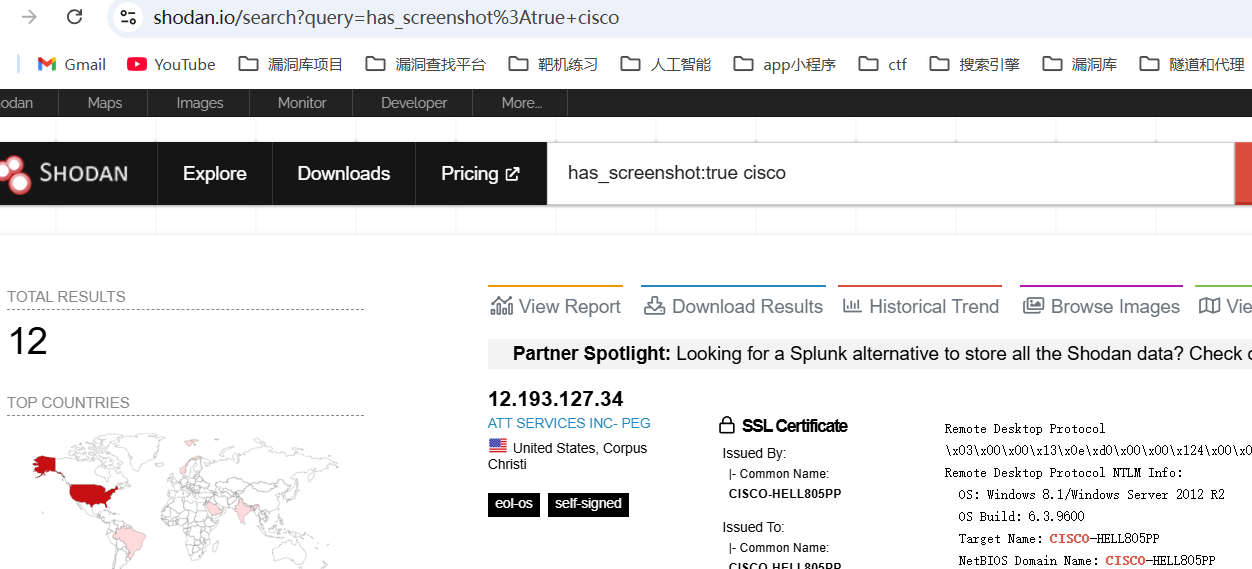 shodan.io/search?query=has_screenshot%3Atrue+cisco
Gmail YouTube 漏洞库项目 漏洞查找平台 靶机练习 人工智能 app小程序 ctf 搜索引擎 漏洞库 隧道和代理
odan Maps Images Monitor Developer More...
SHODAN Explore Downloads Pricing has_screenshot:true cisco
TOTAL RESULTS
12
TOP COUNTRIES
View Report Download Results Historical Trend Browse Images Vie
Partner Spotlight: Looking for a Splunk alternative to store all the Shodan data? Check
12.193.127.34
ATT SERVICES INC- PEG
United States, Corpus
Christi
eol-os self-signed
SSL Certificate
Issued By:
|- Common Name:
CISCO-HELL805PP
Issued To:
|- Common Name:
CISCO-HELL805PP
Remote Desktop Protocol
\x03\x00\x00\x13\x0e\xd0\x00\x00\x124\x00\x0
Remote Desktop Protocol NTLM Info:
OS: Windows 8.1/Windows Server 2012 R2
OS Build: 6.3.9600
Target Name: CISCO-HELL805PP
NetBIOS Domain Name: CISCO-HELL805PP